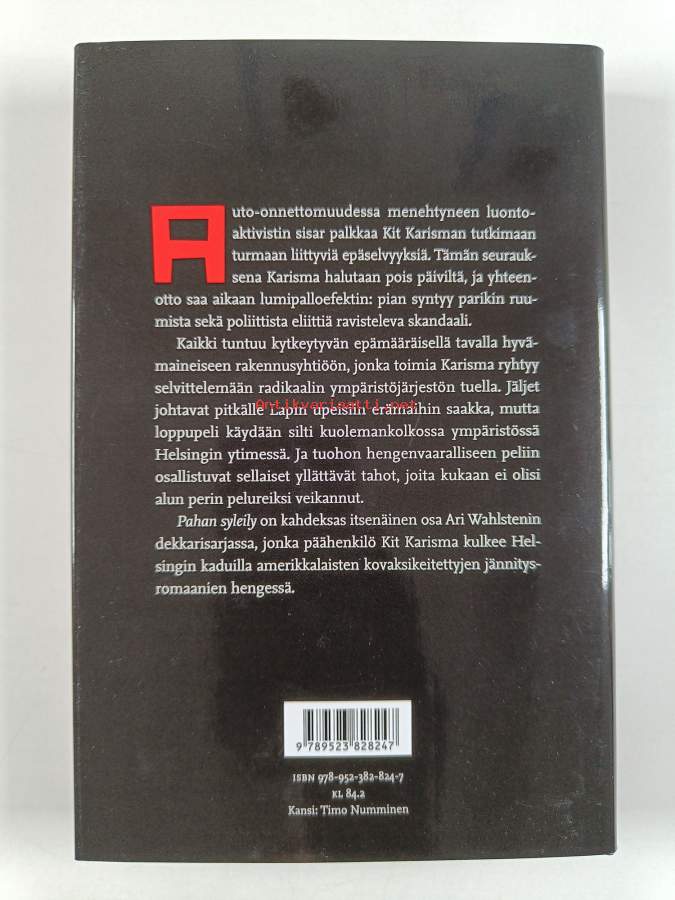 Auto-onnettomuudessa menehtyneen luonto-
aktivistin sisar palkkaa Kit Karisman tutkimaan
turmaan liittyviä epäselvyyksiä. Tämän seurauk-
sena Karisma halutaan pois päiviltä, ja yhteen-
otto saa aikaan lumipalloefektin: pian syntyy parikin ruu-
mista sekä poliittista eliittiä ravisteleva skandaali.
Kaikki tuntuu kytkeytyvän epämääräisellä tavalla hyvä-
maineiseen rakennusyhtiöön, jonka toimia Karisma ryhtyy
selvittelemään radikaalin ympäristöjärjestön tuella. Jäljet
johtavat pitkälle Lapin upeisiin erämaihin saakka, mutta
Antikvariaatti.net
loppupeli käydään silti kuolemankolkossa ympäristössä
Helsingin ytimessä. Ja tuohon hengenvaaralliseen peliin
osallistuvat sellaiset yllättävät tahot, joita kukaan ei olisi
alun perin pelureiksi veikannut.
Pahan syleily on kahdeksas itsenäinen osa Ari Wahlstenin
dekkarisarjassa, jonka päähenkilö Kit Karisma kulkee Hel-
singin kaduilla amerikkalaisten kovaksikeitettyjen jännitys-
romaanien hengessä.
9 789523 828247
ISBN 978-952-382-824-7
KL 84.2
Kansi: Timo Numminen